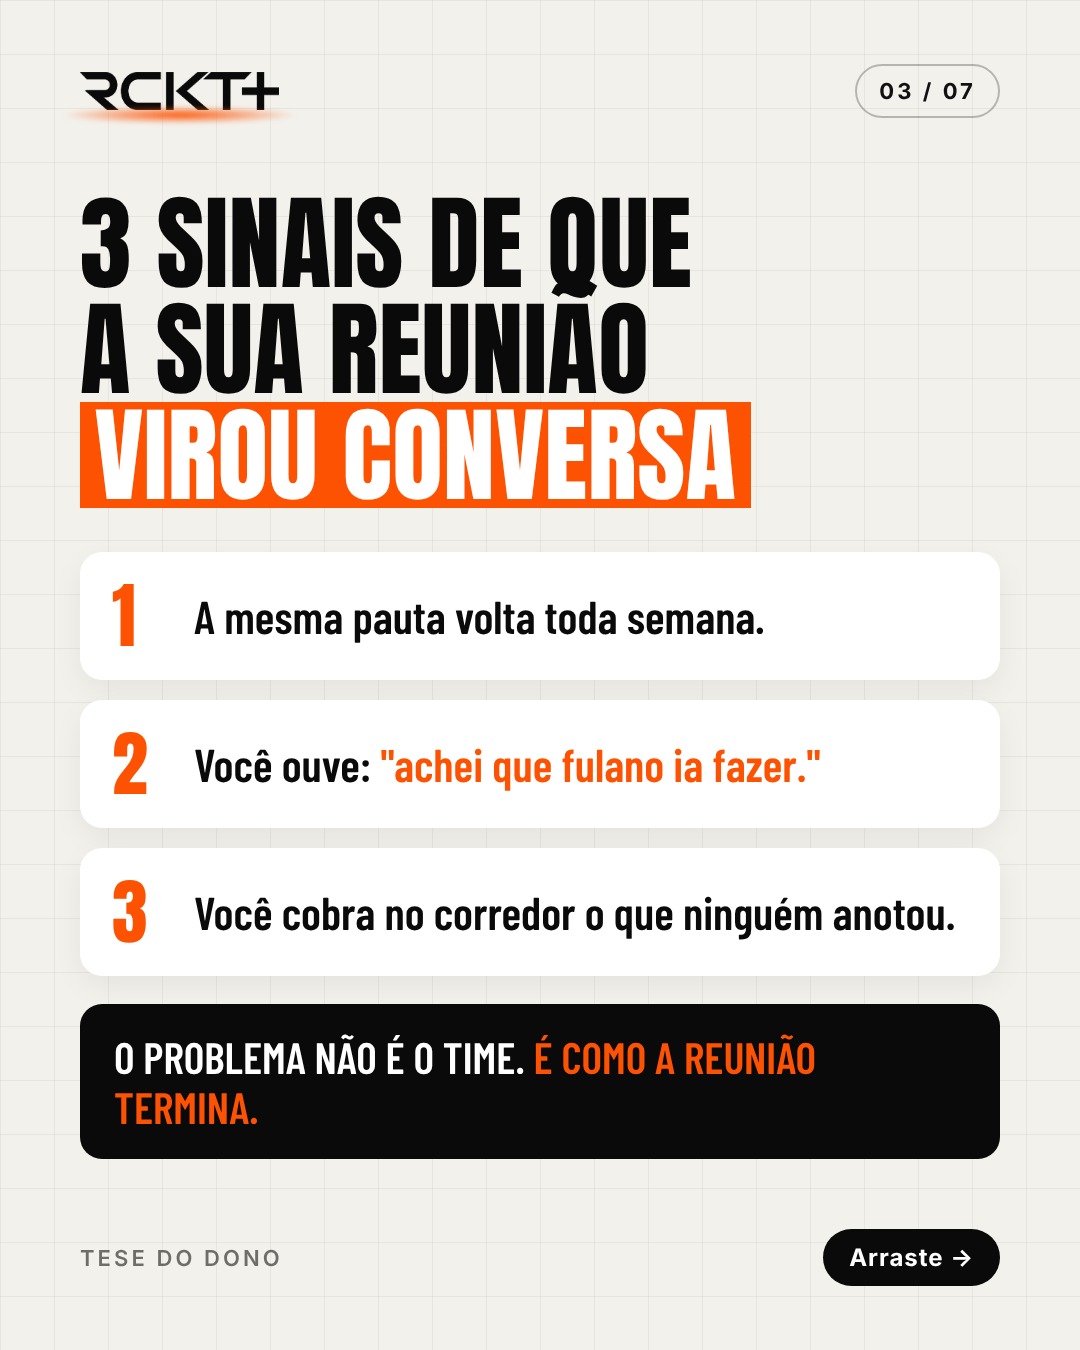 RCKT+
03 / 07
3 SINAIS DE QUE
A SUA REUNIÃO
VIROU CONVERSA
1
A mesma pauta volta toda semana.
2
Você ouve: "achei que fulano ia fazer."
3
Você cobra no corredor o que ninguém anotou.
O PROBLEMA NÃO É O TIME. É COMO A REUNIÃO
TERMINA.
TESE DO DONO
Arraste →